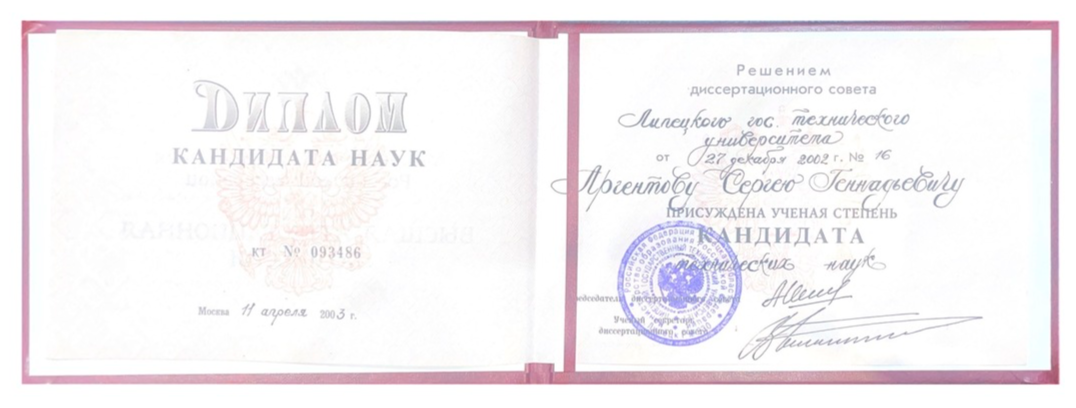 Диплом
КАНДИДАТА НАУК
КТ № 093486
Москва 11 апреля 2003 г.
Решением
диссертационного совета
Липецкого гос. технического
университета
от 27 декабря 2002 г. № 16
Аргентову Сергею Геннадьевичу
ПРИСУЖДЕНА УЧЕНАЯ СТЕПЕНЬ
КАНДИДАТА
технических наук
Председатель диссертационного совета
Ученый секретарь
диссертационного совета